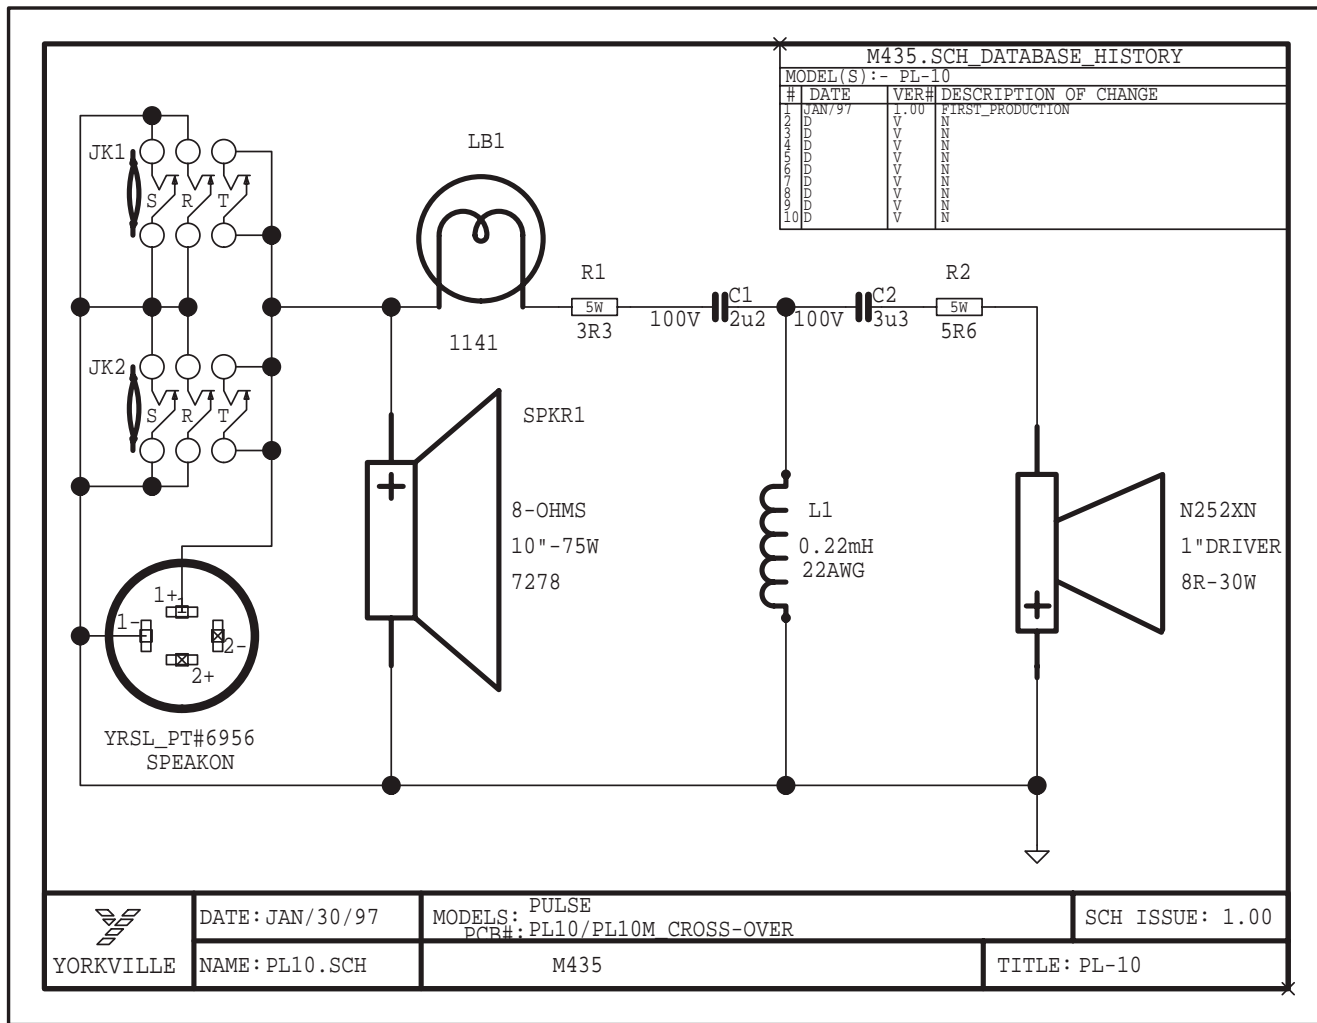 M435.SCH_DATABASE_HISTORY
MODEL(S):- PL-10
# DATE VER# DESCRIPTION OF CHANGE
1 JAN/97 1.00 FIRST_PRODUCTION
2 D V N
3 D V N
4 D V N
5 D V N
6 D V N
7 D V N
8 D V N
9 D V N
10 D V N
JK1
S R T
LB1
1141
R1
5W
3R3
100V
C1
2u2
100V
C2
3u3
R2
5W
5R6
JK2
S R T
SPKR1
8-OHMS
10"-75W
7278
L1
0.22mH
22AWG
N252XN
1"DRIVER
8R-30W
1+
1-
2-
2+
YRSL_PT#6956
SPEAKON
YORKVILLE
DATE: JAN/30/97
NAME: PL10.SCH
MODELS: PULSE
PCB#: PL10/PL10M_CROSS-OVER
M435
SCH ISSUE: 1.00
TITLE: PL-10